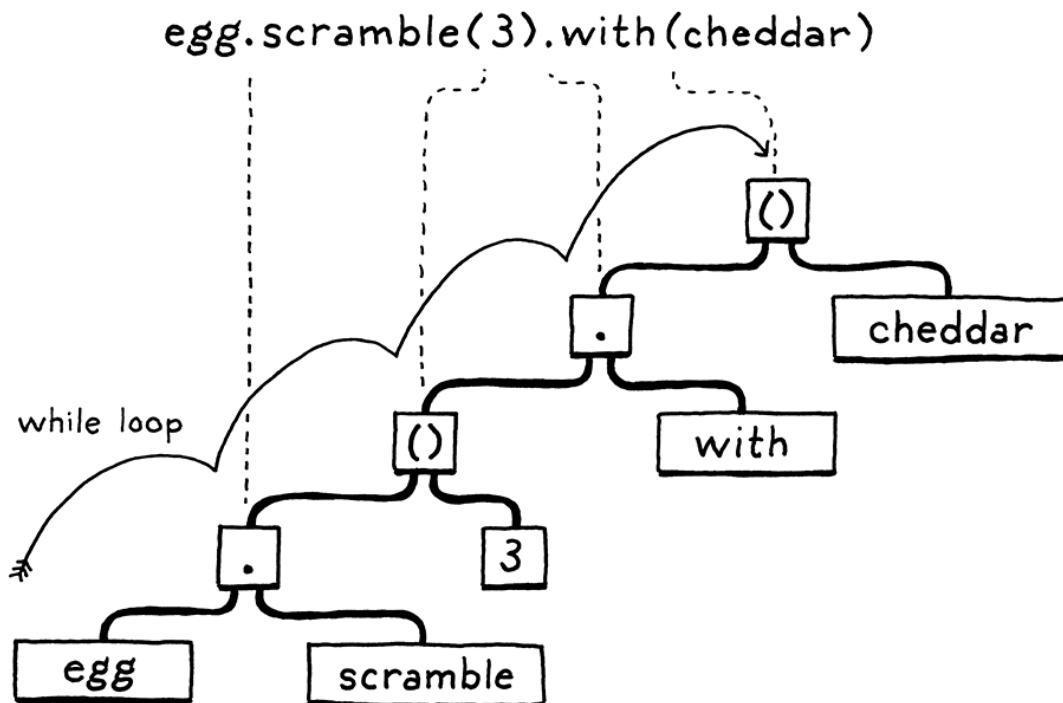 egg.scramble(3).with(cheddar)
()
.
cheddar
while loop
()
with
.
3
egg
scramble